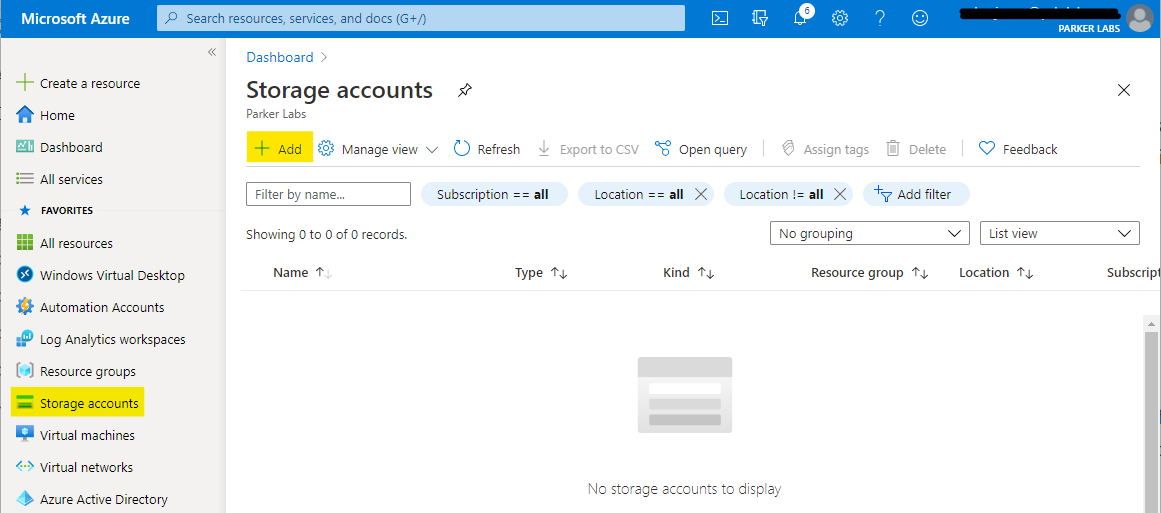 Microsoft Azure
Search resources, services, and docs (G+/)
6
PARKER LABS
«
Create a resource
Home
Dashboard
All services
FAVORITES
All resources
Windows Virtual Desktop
Automation Accounts
Log Analytics workspaces
Resource groups
Storage accounts
Virtual machines
Virtual networks
Azure Active Directory
Dashboard >
Storage accounts
Parker Labs
Add Manage view Refresh Export to CSV Open query Assign tags Delete Feedback
Filter by name... Subscription == all Location == all Location != all Add filter
Showing 0 to 0 of 0 records. No grouping List view
Name Type Kind Resource group Location Subscript
No storage accounts to display